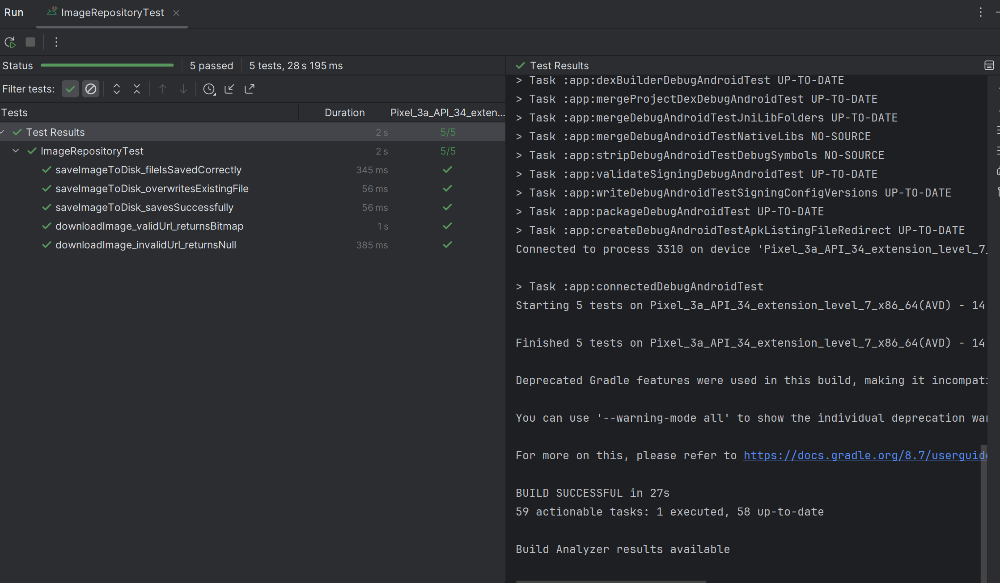 Run ImageRepositoryTest
Status 5 passed 5 tests, 28 s 195 ms
Filter tests:
Tests Duration Pixel_3a_API_34_exten...
Test Results 2 s 5/5
ImageRepositoryTest 2 s 5/5
saveImageToDisk_fileIsSavedCorrectly 345 ms
saveImageToDisk_overwritesExistingFile 56 ms
saveImageToDisk_savesSuccessfully 56 ms
downloadImage_validUrl_returnsBitmap 1 s
downloadImage_invalidUrl_returnsNull 385 ms
Test Results
> Task :app:dexBuilderDebugAndroidTest UP-TO-DATE
> Task :app:mergeProjectDexDebugAndroidTest UP-TO-DATE
> Task :app:mergeDebugAndroidTestJniLibFolders UP-TO-DATE
> Task :app:mergeDebugAndroidTestNativeLibs NO-SOURCE
> Task :app:stripDebugAndroidTestDebugSymbols NO-SOURCE
> Task :app:validateSigningDebugAndroidTest UP-TO-DATE
> Task :app:writeDebugAndroidTestSigningConfigVersions UP-TO-DATE
> Task :app:packageDebugAndroidTest UP-TO-DATE
> Task :app:createDebugAndroidTestApkListingFileRedirect UP-TO-DATE
Connected to process 3310 on device 'Pixel_3a_API_34_extension_level_7_
> Task :app:connectedDebugAndroidTest
Starting 5 tests on Pixel_3a_API_34_extension_level_7_x86_64(AVD) - 14
Finished 5 tests on Pixel_3a_API_34_extension_level_7_x86_64(AVD) - 14
Deprecated Gradle features were used in this build, making it incompati
You can use '--warning-mode all' to show the individual deprecation war
For more on this, please refer to https://docs.gradle.org/8.7/userguide
BUILD SUCCESSFUL in 27s
59 actionable tasks: 1 executed, 58 up-to-date
Build Analyzer results available